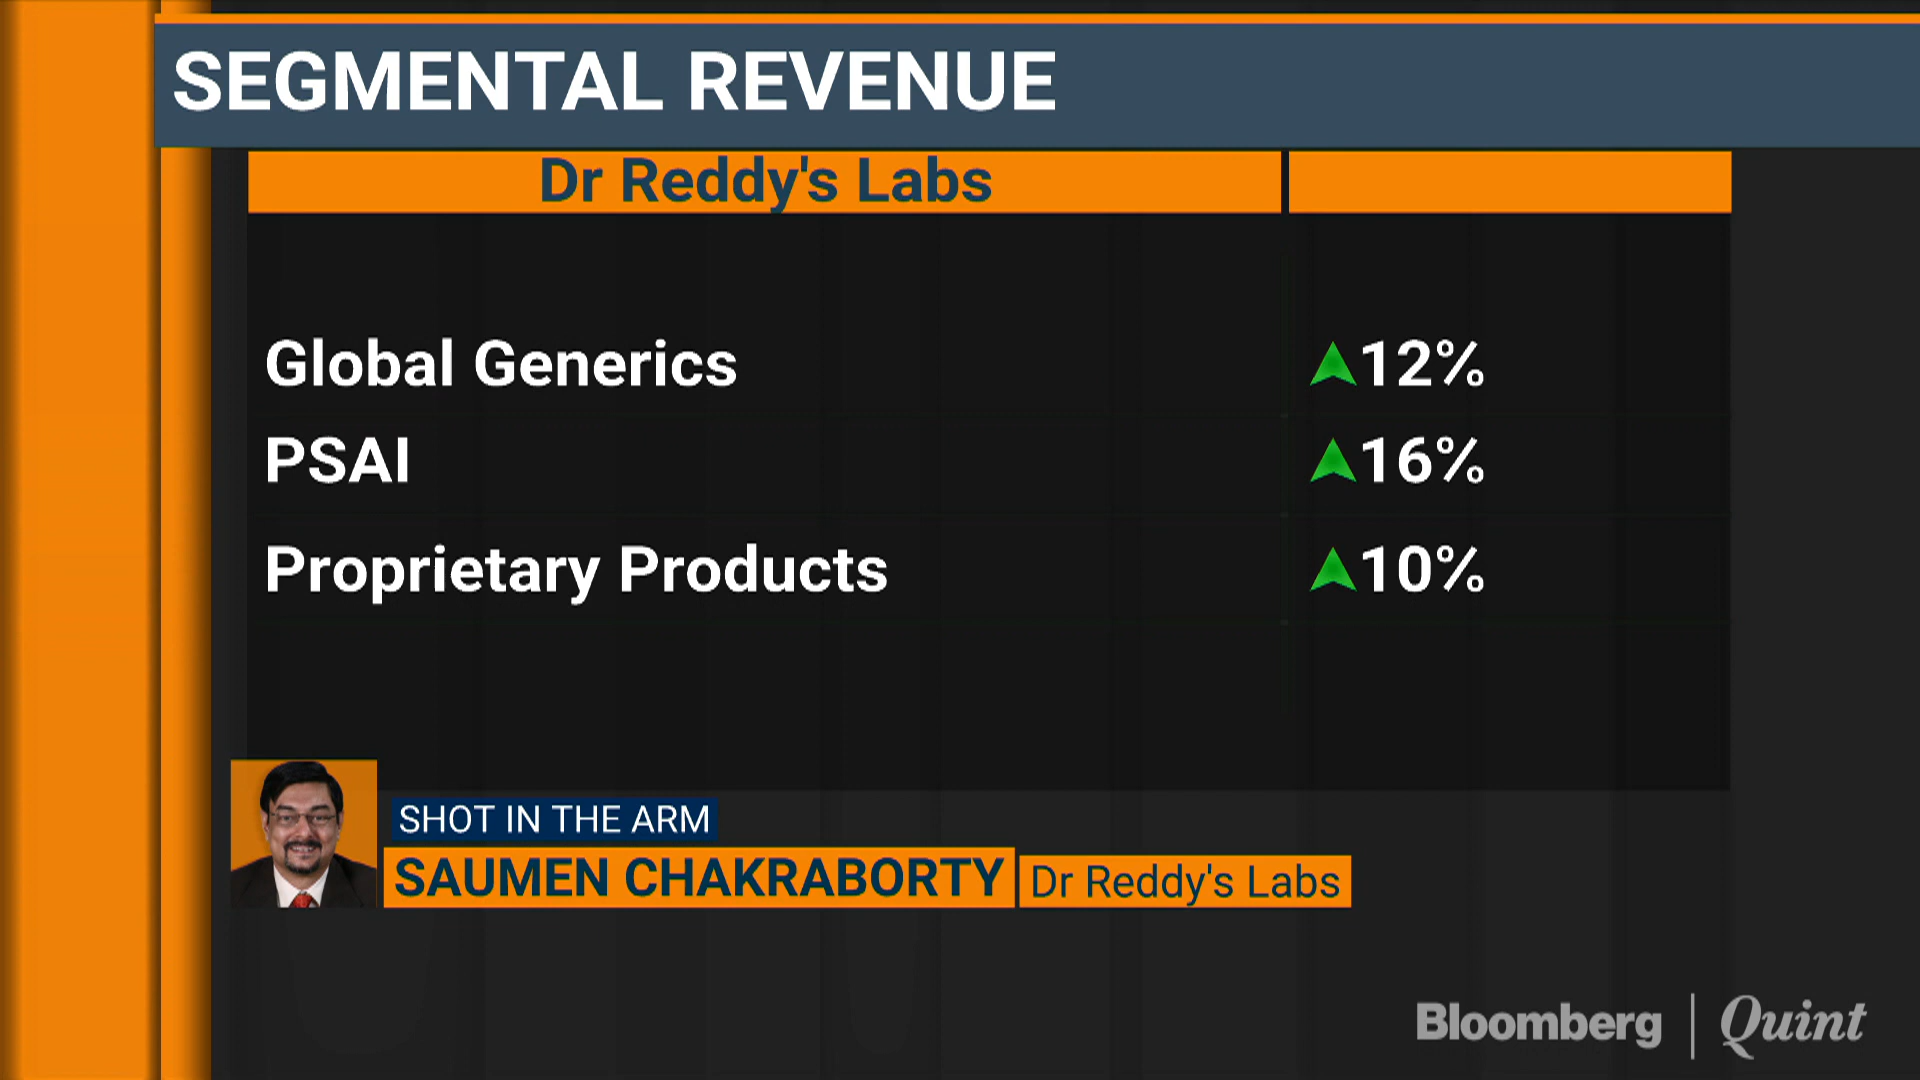 SEGMENTAL REVENUE
Dr Reddy's Labs
Global Generics ▲12%
PSAI ▲16%
Proprietary Products ▲10%
SHOT IN THE ARM
SAUMEN CHAKRABORTY Dr Reddy's Labs
Bloomberg | Quint